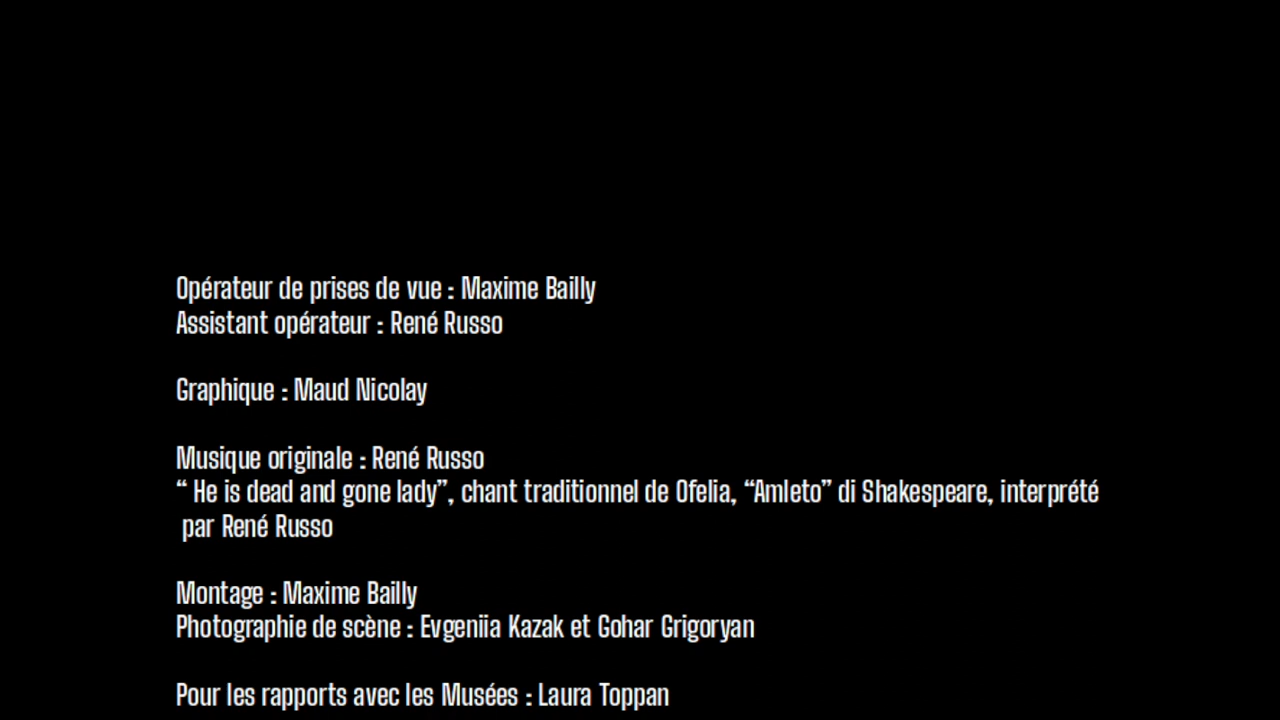 Opérateur de prises de vue : Maxime Bailly
Assistant opérateur : René Russo
Graphique : Maud Nicolay
Musique originale : René Russo
“ He is dead and gone lady”, chant traditionnel de Ofelia, “Amleto” di Shakespeare, interprété
par René Russo
Montage : Maxime Bailly
Photographie de scène : Evgeniia Kazak et Gohar Grigoryan
Pour les rapports avec les Musées : Laura Toppan